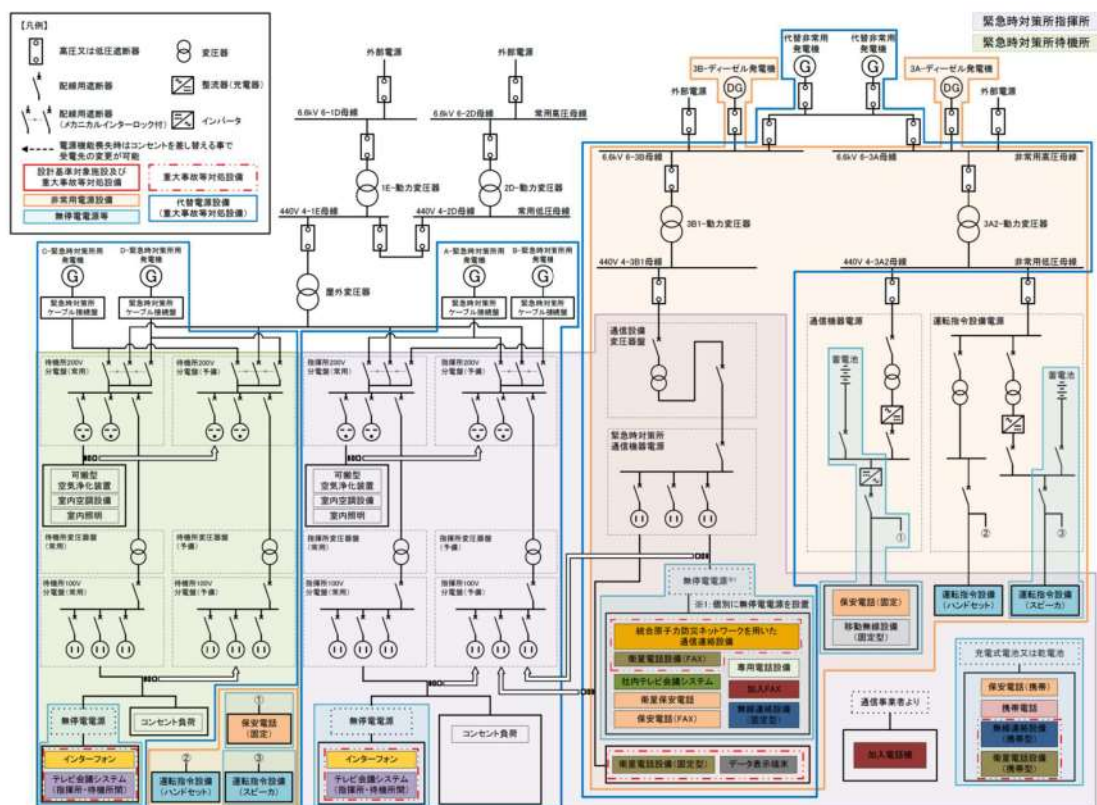 【凡例】
高圧又は低圧遮断器
変圧器
配線用遮断器
整流器(充電器)
配線用遮断器
(メカニカルインターロック付)
インバータ
電源機能喪失時はコンセントを差し替える事で
受電先の変更が可能
設計基準対象施設及び
重大事故等対処設備
重大事故等対処設備
非常用電源設備
代替電源設備
(重大事故等対処設備)
無停電電源等
緊急時対策所指揮所
緊急時対策所待機所
外部電源
外部電源
代替非常用
発電機
G
代替非常用
発電機
G
3B-ディーゼル発電機
DG
3A-ディーゼル発電機
DG
外部電源
外部電源
6.6kV 6-1D母線
6.6kV 6-2D母線
常用高圧母線
6.6kV 6-3B母線
6.6kV 6-3A母線
非常用高圧母線
1E-動力変圧器
2D-動力変圧器
3B1-動力変圧器
3A2-動力変圧器
440V 4-1E母線
440V 4-2D母線
常用低圧母線
440V 4-3B1母線
440V 4-3A2母線
非常用低圧母線
C-緊急時対策所用
発電機
G
D-緊急時対策所用
発電機
G
A-緊急時対策所用
発電機
G
B-緊急時対策所用
発電機
G
緊急時対策所
ケーブル接続盤
緊急時対策所
ケーブル接続盤
屋外変圧器
緊急時対策所
ケーブル接続盤
緊急時対策所
ケーブル接続盤
待機所200V
分電盤(常用)
待機所200V
分電盤(予備)
指揮所200V
分電盤(常用)
指揮所200V
分電盤(予備)
通信設備
変圧器盤
通信機器電源
運転指令設備電源
蓄電池
蓄電池
緊急時対策所
通信機器電源
可搬型
空気浄化装置
室内空調設備
室内照明
可搬型
空気浄化装置
室内空調設備
室内照明
待機所変圧器盤
(常用)
待機所変圧器盤
(予備)
指揮所変圧器盤
(常用)
指揮所変圧器盤
(予備)
①
②
③
待機所100V
分電盤(常用)
待機所100V
分電盤(予備)
指揮所100V
分電盤(常用)
指揮所100V
分電盤(予備)
無停電電源※1
※1:個別に無停電電源を設置
統合原子力防災ネットワークを用いた
通信連絡設備
衛星電話設備(FAX)
専用電話設備
社内テレビ会議システム
加入FAX
衛星保安電話
無線連絡設備
(固定型)
保安電話(FAX)
衛星電話設備(固定型)
データ表示端末
保安電話(固定)
移動無線設備
(固定型)
運転指令設備
(ハンドセット)
運転指令設備
(スピーカ)
通信事業者より
加入電話機
充電式電池又は乾電池
保安電話(携帯)
携帯電話
無線連絡設備
(携帯型)
衛星電話設備
(携帯型)
無停電電源
コンセント負荷
インターフォン
テレビ会議システム
(指揮所・待機所間)
①
保安電話
(固定)
②
運転指令設備
(ハンドセット)
③
運転指令設備
(スピーカ)
無停電電源
コンセント負荷
インターフォン
テレビ会議システム
(指揮所・待機所間)